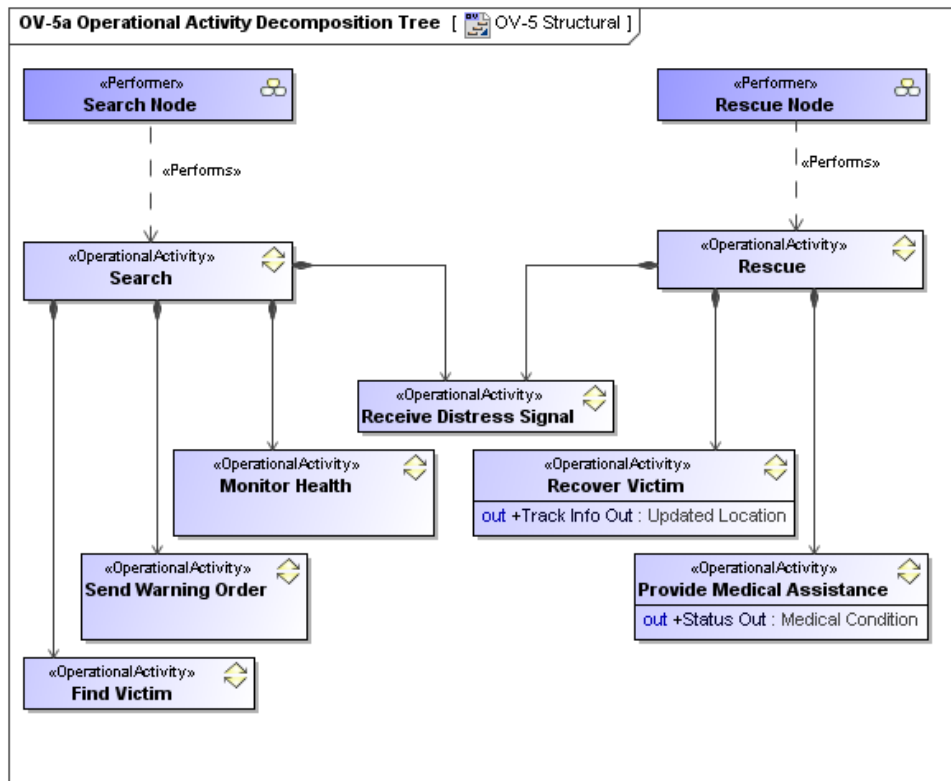 OV-5a Operational Activity Decomposition Tree [ OV-5 Structural ]
«Performer»
Search Node
«Performer»
Rescue Node
«Performs»
«Performs»
«OperationalActivity»
Search
«OperationalActivity»
Rescue
«OperationalActivity»
Receive Distress Signal
«OperationalActivity»
Monitor Health
«OperationalActivity»
Recover Victim
out +Track Info Out : Updated Location
«OperationalActivity»
Send Warning Order
«OperationalActivity»
Provide Medical Assistance
out +Status Out : Medical Condition
«OperationalActivity»
Find Victim